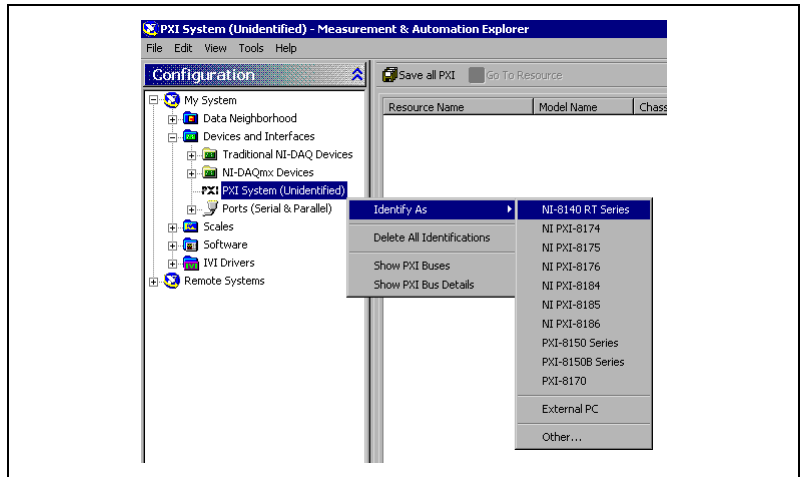 PXI System (Unidentified) - Measurement & Automation Explorer
File Edit View Tools Help
Configuration
Save all PXI Go To Resource
My System
Data Neighborhood
Devices and Interfaces
Traditional NI-DAQ Devices
NI-DAQmx Devices
PXI PXI System (Unidentified)
Ports (Serial & Parallel)
Scales
Software
IVI Drivers
Remote Systems
Resource Name Model Name Chass
Identify As
Delete All Identifications
Show PXI Buses
Show PXI Bus Details
NI-8140 RT Series
NI PXI-8174
NI PXI-8175
NI PXI-8176
NI PXI-8184
NI PXI-8185
NI PXI-8186
PXI-8150 Series
PXI-8150B Series
PXI-8170
External PC
Other...